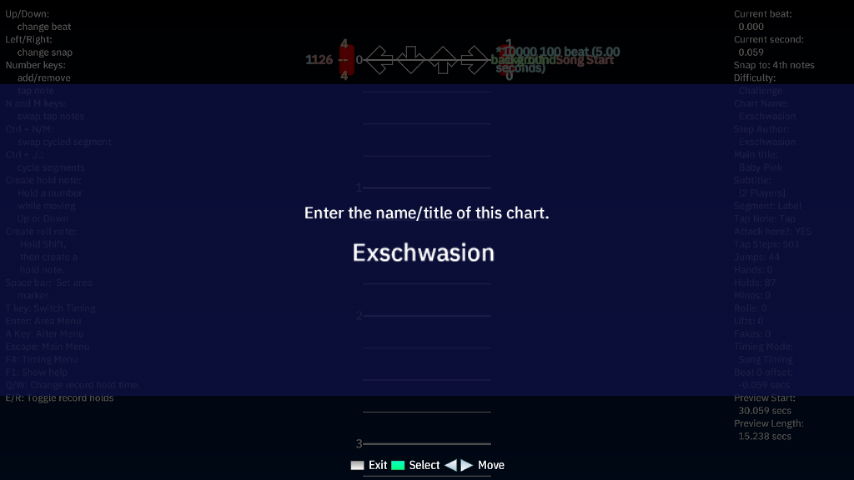 Up/Down:
change beat
Left/Right:
change snap
Number keys:
add/remove
tap note
N and M keys:
swap tap notes
Ctrl + N/M:
swap cycled segment
Ctrl + ,/.:
cycle segments
Create hold note:
Hold a number
while moving
Up or Down
Create roll note:
Hold Shift,
then create a
hold note.
Space bar: Set area
marker
T key: Switch Timing
Enter: Area Menu
A Key: Alter Menu
Escape: Main Menu
F4: Timing Menu
F1: Show help
Q/W: Change record hold time
E/R: Toggle record holds
4
1126 -- 0
4
1
*10000 100 beat (5.00
Song Start
seconds)
0
1
2
3
Enter the name/title of this chart.
Exschwasion
Current beat:
0.000
Current second:
0.059
Snap to: 4th notes
Difficulty:
Challenge
Chart Name:
Exschwasion
Step Author:
Exschwasion
Main title:
Baby Pink
Subtitle:
[2 Players]
Segment: Label
Tap Note: Tap
Attack here?: YES
Tap Steps: 503
Jumps: 44
Hands: 0
Holds: 87
Mines: 9
Rolls: 0
Lifts: 6
Fakes: 0
Timing Mode:
Song Timing
Beat 0 offset:
-0.059 secs
Preview Start:
30.059 secs
Preview Length:
15.238 secs
Exit Select Move